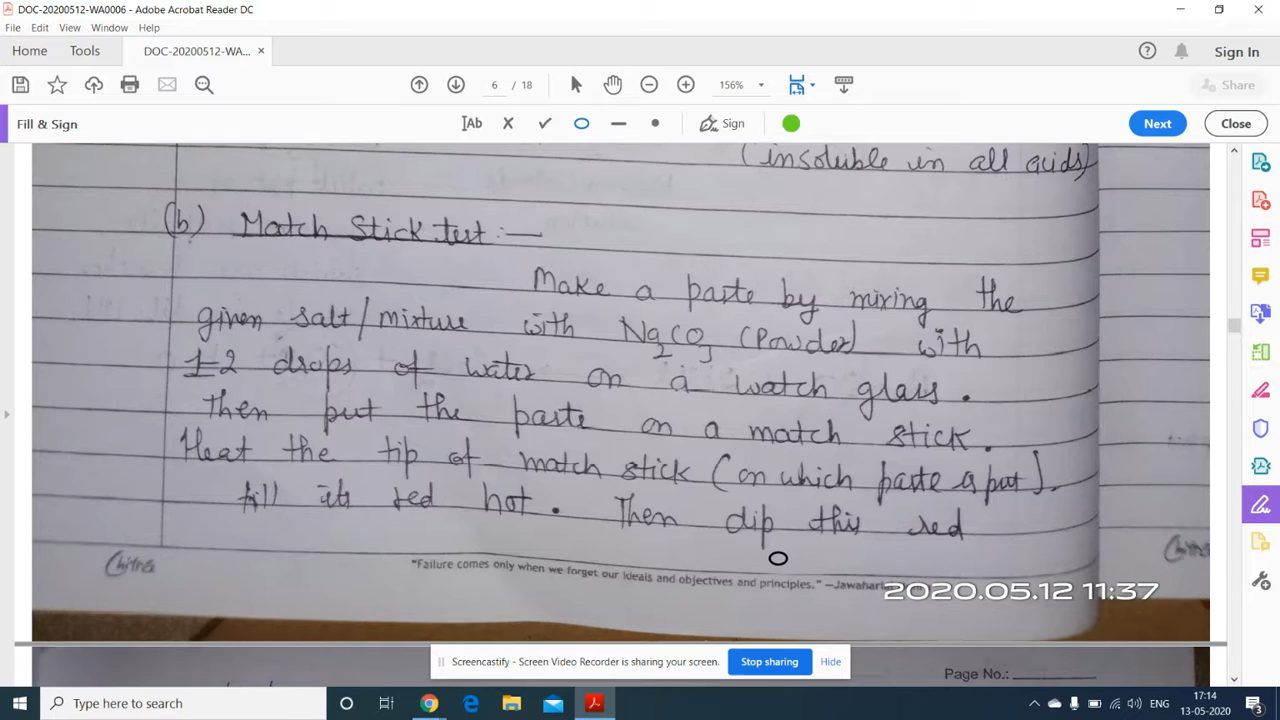 DOC-20200512-WA0006 - Adobe Acrobat Reader DC
File Edit View Window Help
Home Tools DOC-20200512-WA... × Sign In
6 / 18 156% Share
Fill & Sign Ab Sign Next Close
(insoluble in all acids)
(b) Match Stick test :—
Make a paste by mixing the
given salt/mixture with Na2CO3 (Powder) with
1-2 drops of water on a watch glass.
Then put the paste on a match stick.
Heat the tip of match stick (on which paste is put).
till its red hot. Then dip this red
Chitra
"Failure comes only when we forget our ideals and objectives and principles." —Jawaharl
2020.05.12 11:37
Screencastify - Screen Video Recorder is sharing your screen. Stop sharing Hide
Page No.:
Type here to search
ENG 17:14
13-05-2020 3